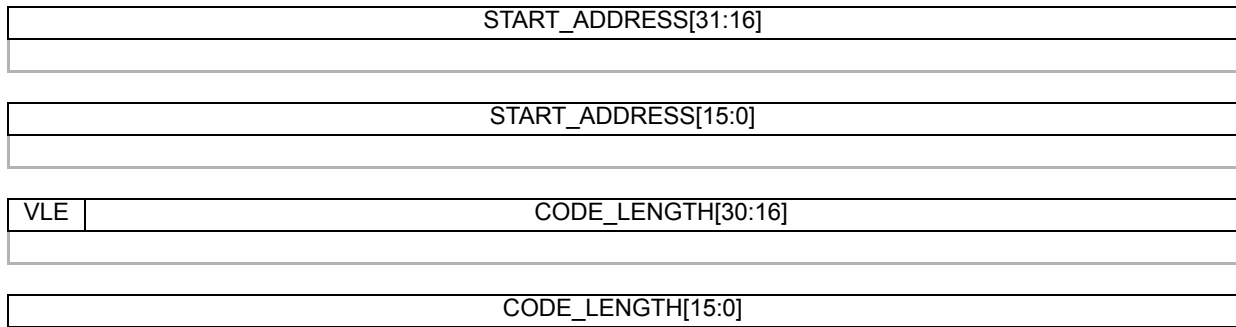 START_ADDRESS[31:16]
START_ADDRESS[15:0]
VLE CODE_LENGTH[30:16]
CODE_LENGTH[15:0]